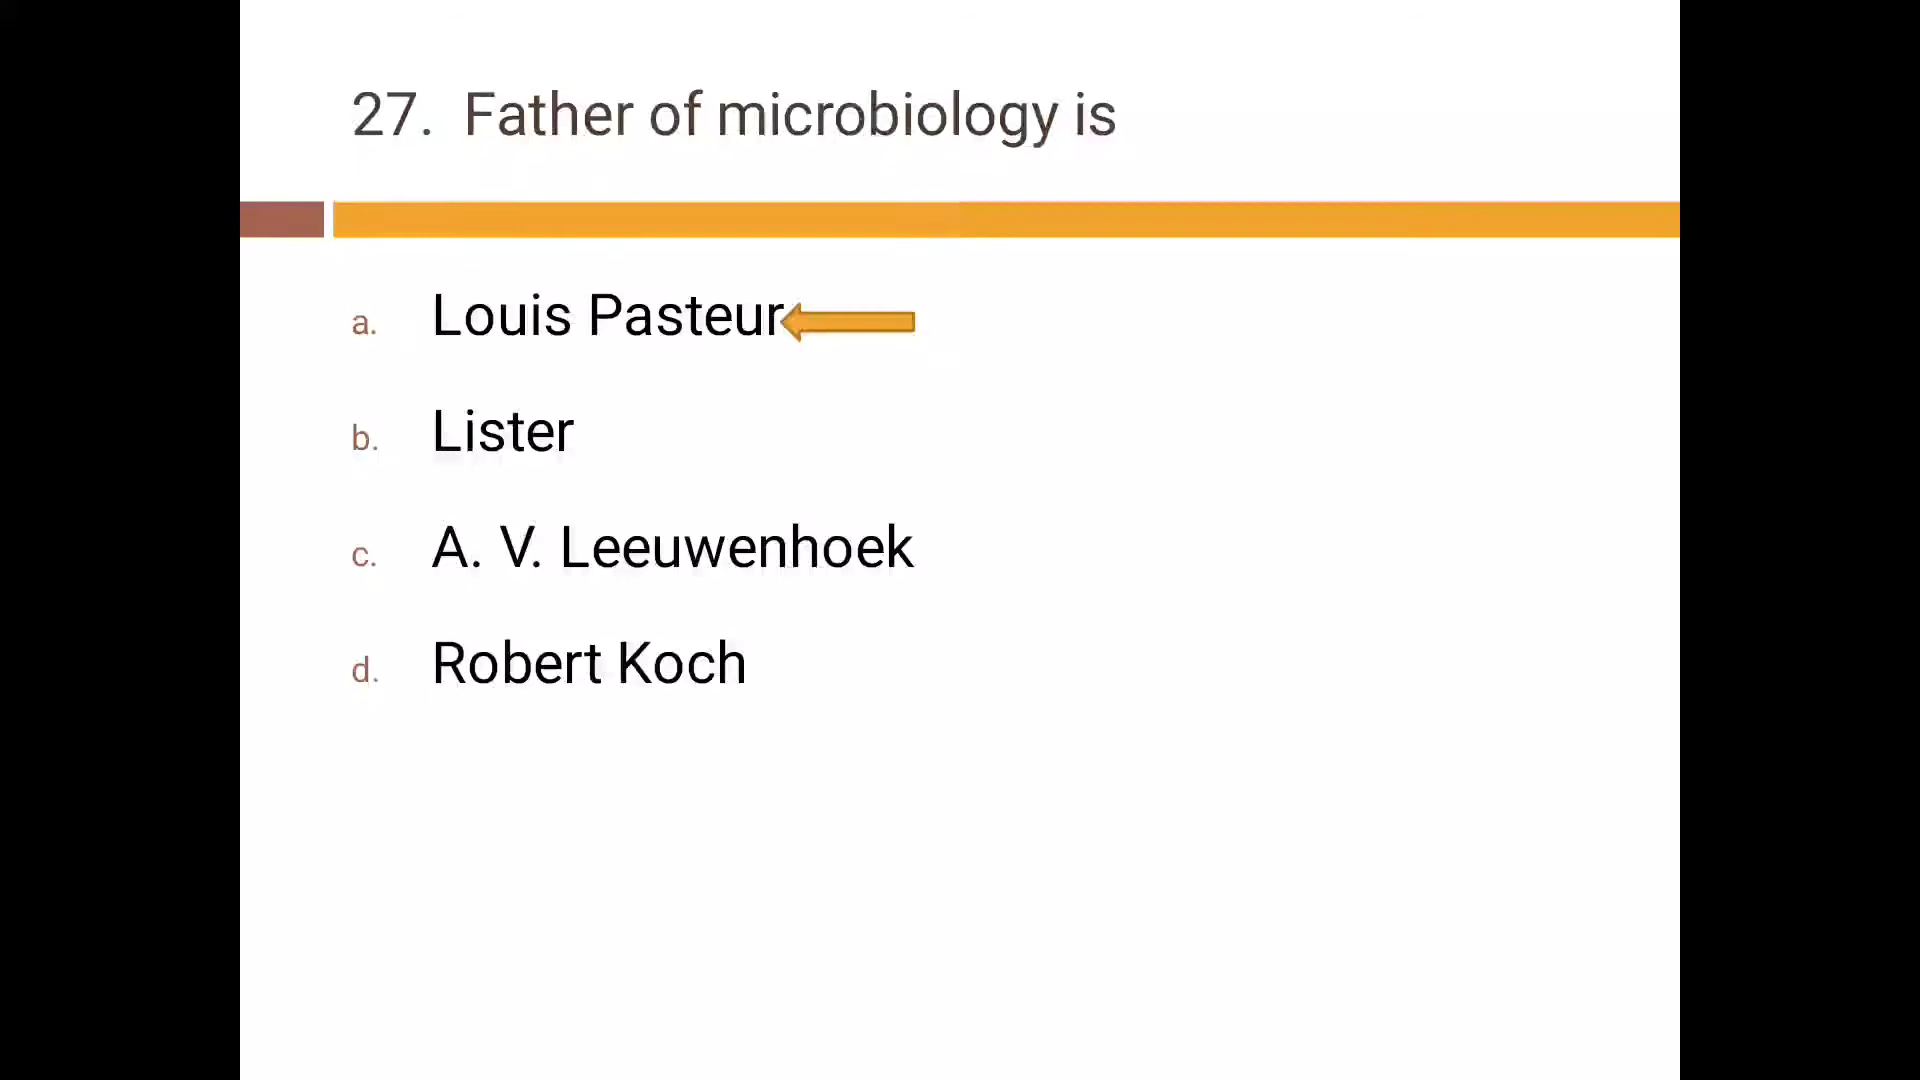 27. Father of microbiology is
a. Louis Pasteur
b. Lister
c. A. V. Leeuwenhoek
d. Robert Koch